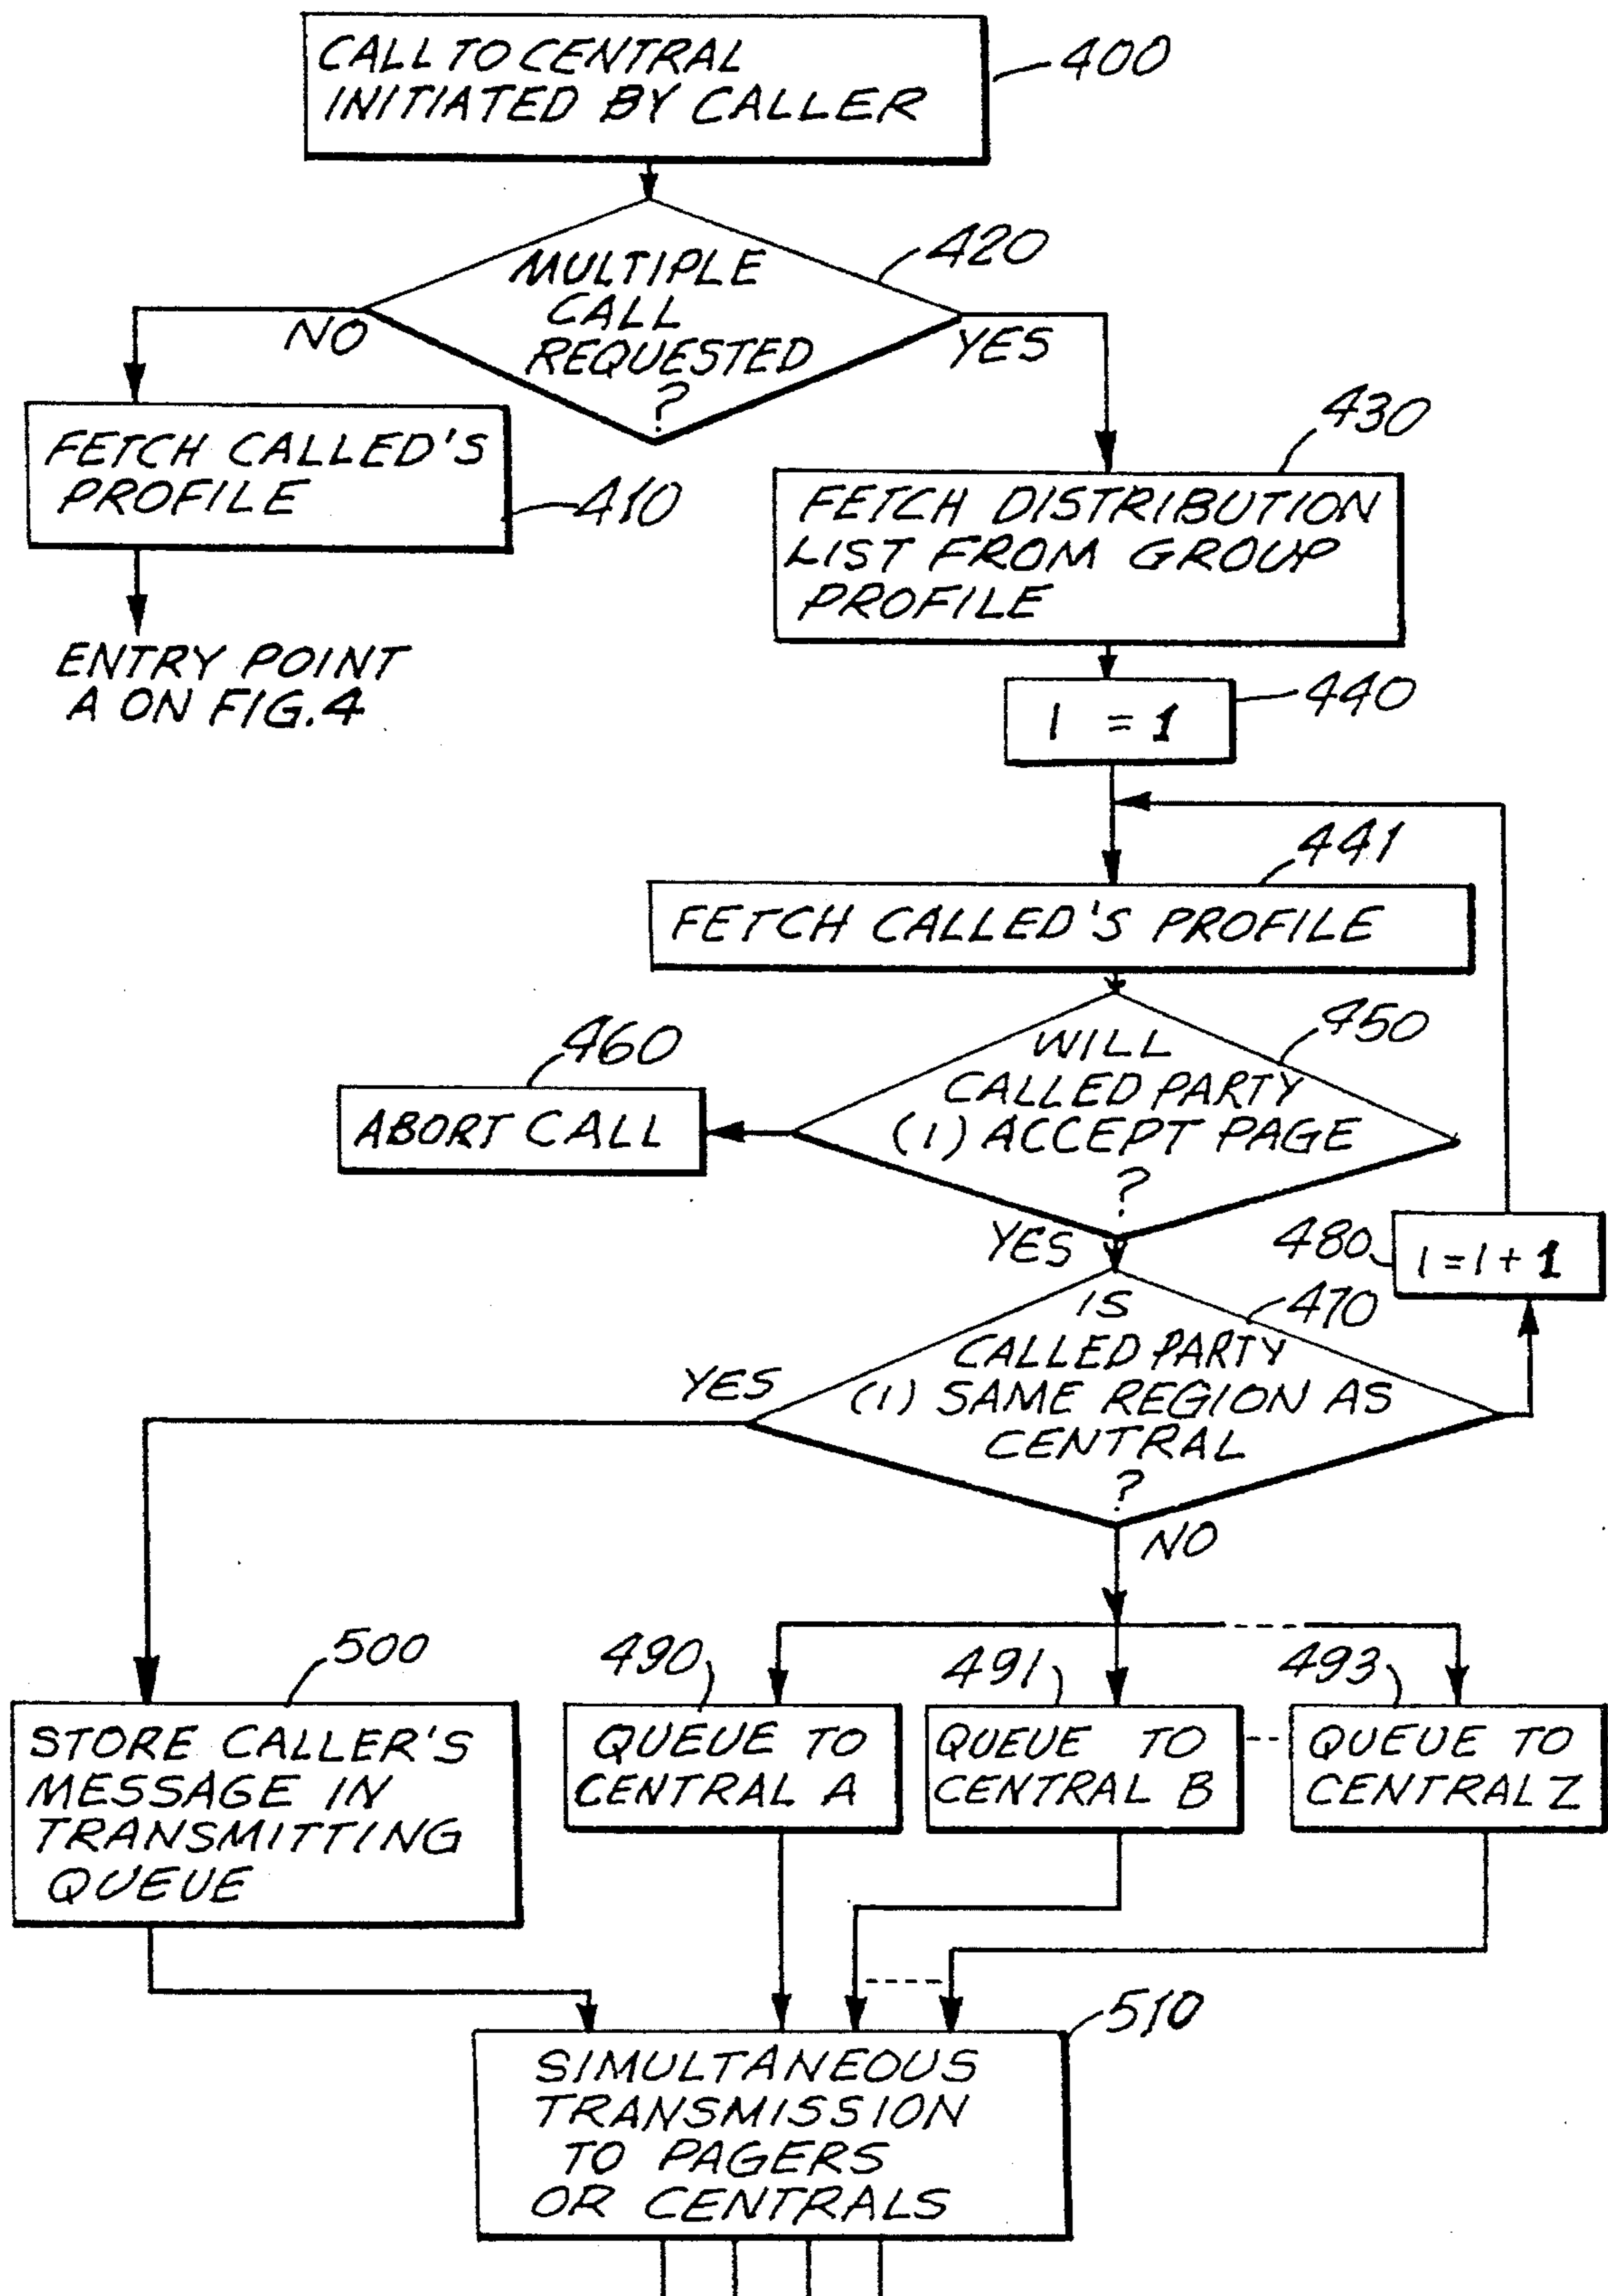 CALL TO CENTRAL
INITIATED BY CALLER
400
MULTIPLE
CALL
REQUESTED
?
420
NO
YES
FETCH CALLED'S
PROFILE
410
ENTRY POINT
A ON FIG.4
430
FETCH DISTRIBUTION
LIST FROM GROUP
PROFILE
440
I = 1
441
FETCH CALLED'S PROFILE
450
WILL
CALLED PARTY
(I) ACCEPT PAGE
?
460
ABORT CALL
YES
480
I = I + 1
470
IS
CALLED PARTY
(I) SAME REGION AS
CENTRAL
?
YES
NO
500
STORE CALLER'S
MESSAGE IN
TRANSMITTING
QUEUE
490
QUEUE TO
CENTRAL A
491
QUEUE TO
CENTRAL B
493
QUEUE TO
CENTRAL Z
510
SIMULTANEOUS
TRANSMISSION
TO PAGERS
OR CENTRALS